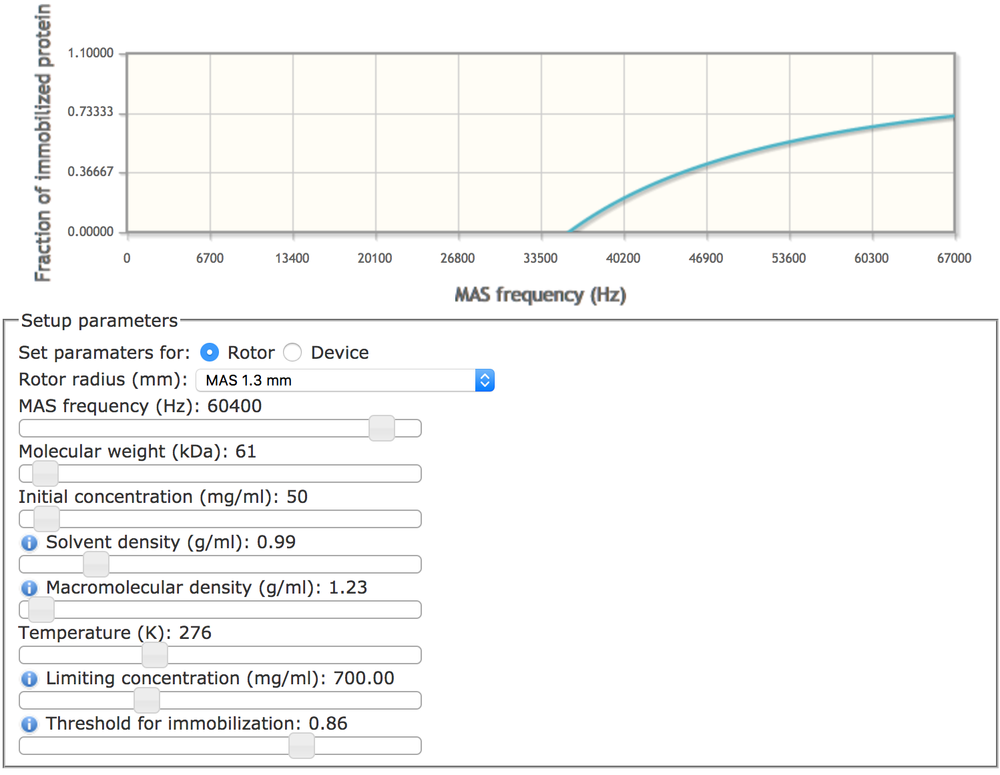 Fraction of immobilized protein
1.10000
0.73333
0.36667
0.00000
0 6700 13400 20100 26800 33500 40200 46900 53600 60300 67000
MAS frequency (Hz)
Setup parameters
Set paramaters for: Rotor Device
Rotor radius (mm): MAS 1.3 mm
MAS frequency (Hz): 60400
Molecular weight (kDa): 61
Initial concentration (mg/ml): 50
i Solvent density (g/ml): 0.99
i Macromolecular density (g/ml): 1.23
Temperature (K): 276
i Limiting concentration (mg/ml): 700.00
i Threshold for immobilization: 0.86